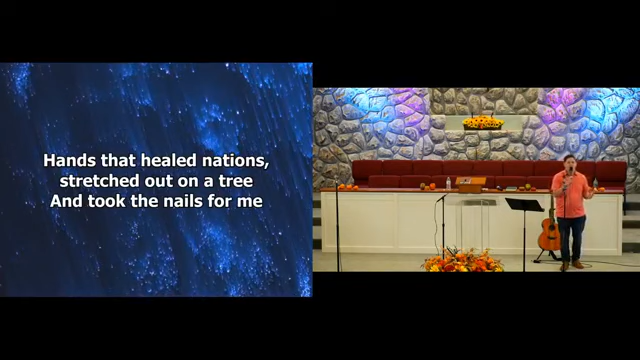 Hands that healed nations,
stretched out on a tree
And took the nails for me